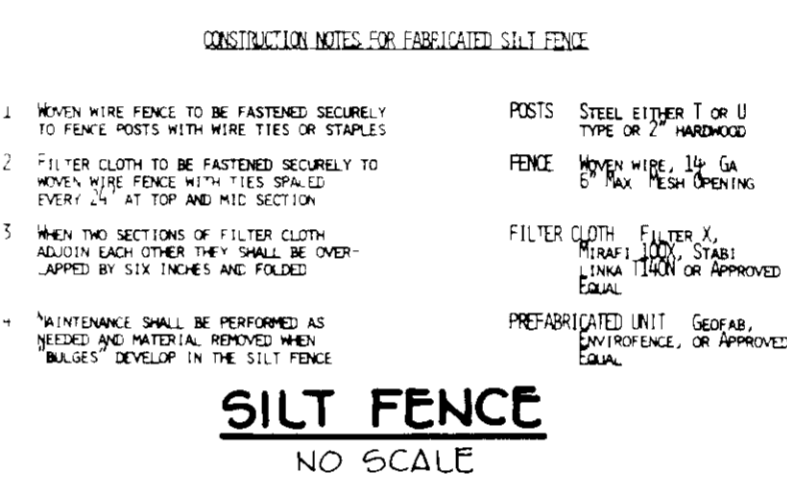 CONSTRUCTION NOTES FOR FABRICATED SILT FENCE
1 WOVEN WIRE FENCE TO BE FASTENED SECURELY
TO FENCE POSTS WITH WIRE TIES OR STAPLES
2 FILTER CLOTH TO BE FASTENED SECURELY TO
WOVEN WIRE FENCE WITH TIES SPACED
EVERY 24" AT TOP AND MID SECTION
3 WHEN TWO SECTIONS OF FILTER CLOTH
ADJOIN EACH OTHER THEY SHALL BE OVER-
LAPPED BY SIX INCHES AND FOLDED
4 MAINTENANCE SHALL BE PERFORMED AS
NEEDED AND MATERIAL REMOVED WHEN
"BULGES" DEVELOP IN THE SILT FENCE
POSTS STEEL EITHER T OR U
TYPE OR 2" HARDWOOD
FENCE WOVEN WIRE, 14 GA
6" MAX MESH OPENING
FILTER CLOTH FILTER X,
MIRAFI 100X, STABI
LINKA T140N OR APPROVED
EQUAL
PREFABRICATED UNIT GEOFAB,
ENVIROFENCE, OR APPROVED
EQUAL
SILT FENCE
NO SCALE